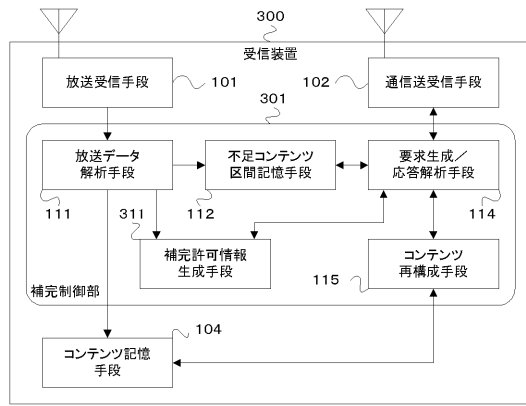 300
受信装置
放送受信手段
101
102
通信送受信手段
301
放送データ
解析手段
111
不足コンテンツ
区間記憶手段
112
要求生成／
応答解析手段
114
311
補完許可情報
生成手段
コンテンツ
再構成手段
115
補完制御部
104
コンテンツ記憶
手段